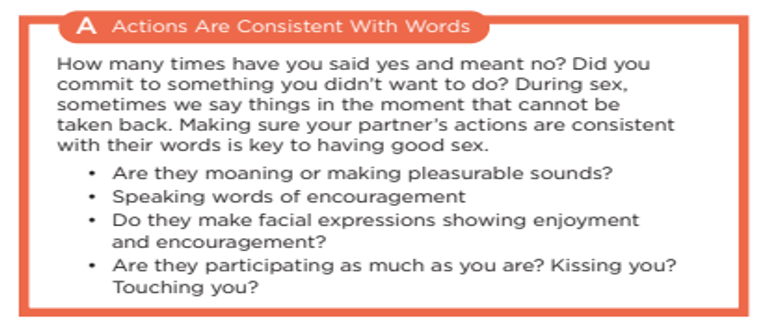 A Actions Are Consistent With Words
How many times have you said yes and meant no? Did you
commit to something you didn't want to do? During sex,
sometimes we say things in the moment that cannot be
taken back. Making sure your partner's actions are consistent
with their words is key to having good sex.
• Are they moaning or making pleasurable sounds?
• Speaking words of encouragement
• Do they make facial expressions showing enjoyment
and encouragement?
• Are they participating as much as you are? Kissing you?
Touching you?